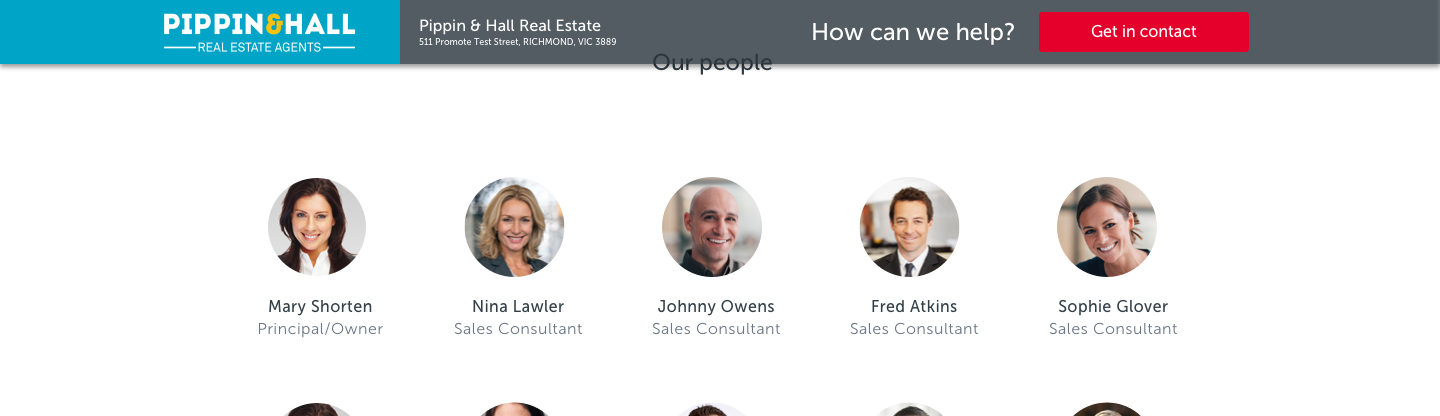 PIPPIN&HALL
REAL ESTATE AGENTS
Pippin & Hall Real Estate
511 Promote Test Street, RICHMOND, VIC 3889
How can we help?
Get in contact
Our people
Mary Shorten
Principal/Owner
Nina Lawler
Sales Consultant
Johnny Owens
Sales Consultant
Fred Atkins
Sales Consultant
Sophie Glover
Sales Consultant